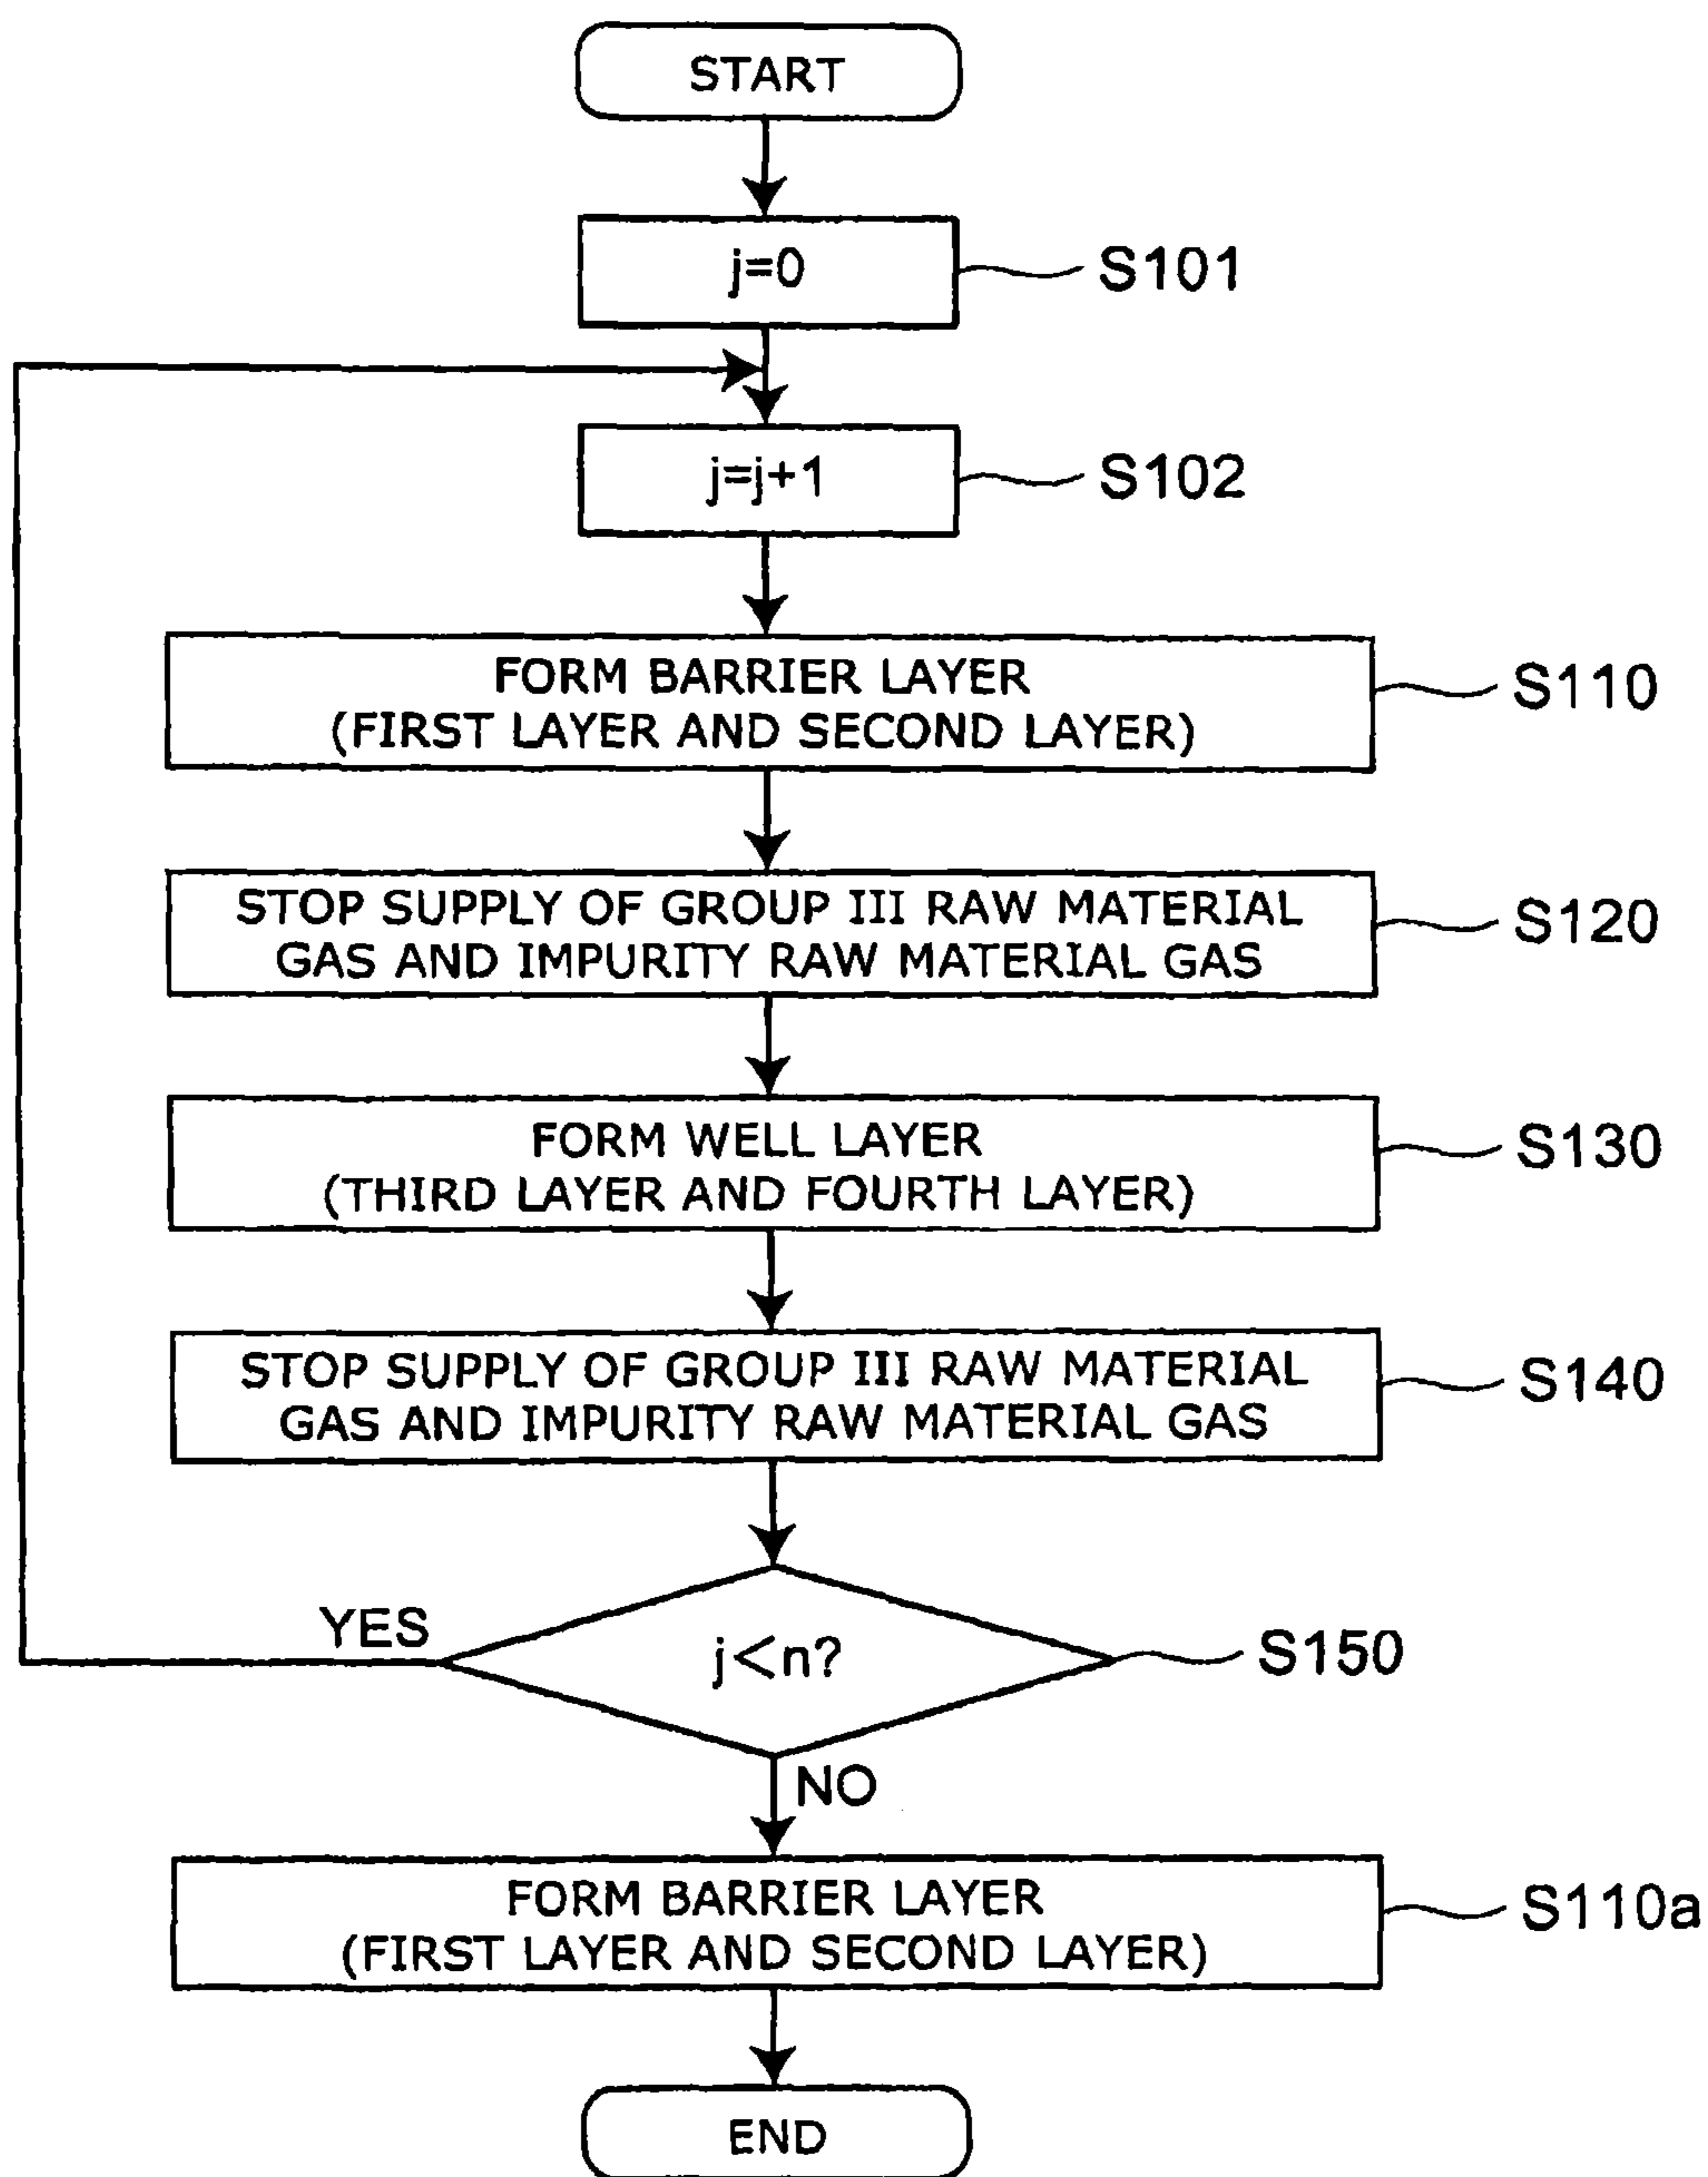 START
j=0
S101
j=j+1
S102
FORM BARRIER LAYER
(FIRST LAYER AND SECOND LAYER)
S110
STOP SUPPLY OF GROUP III RAW MATERIAL
GAS AND IMPURITY RAW MATERIAL GAS
S120
FORM WELL LAYER
(THIRD LAYER AND FOURTH LAYER)
S130
STOP SUPPLY OF GROUP III RAW MATERIAL
GAS AND IMPURITY RAW MATERIAL GAS
S140
YES
j<n?
S150
NO
FORM BARRIER LAYER
(FIRST LAYER AND SECOND LAYER)
S110a
END